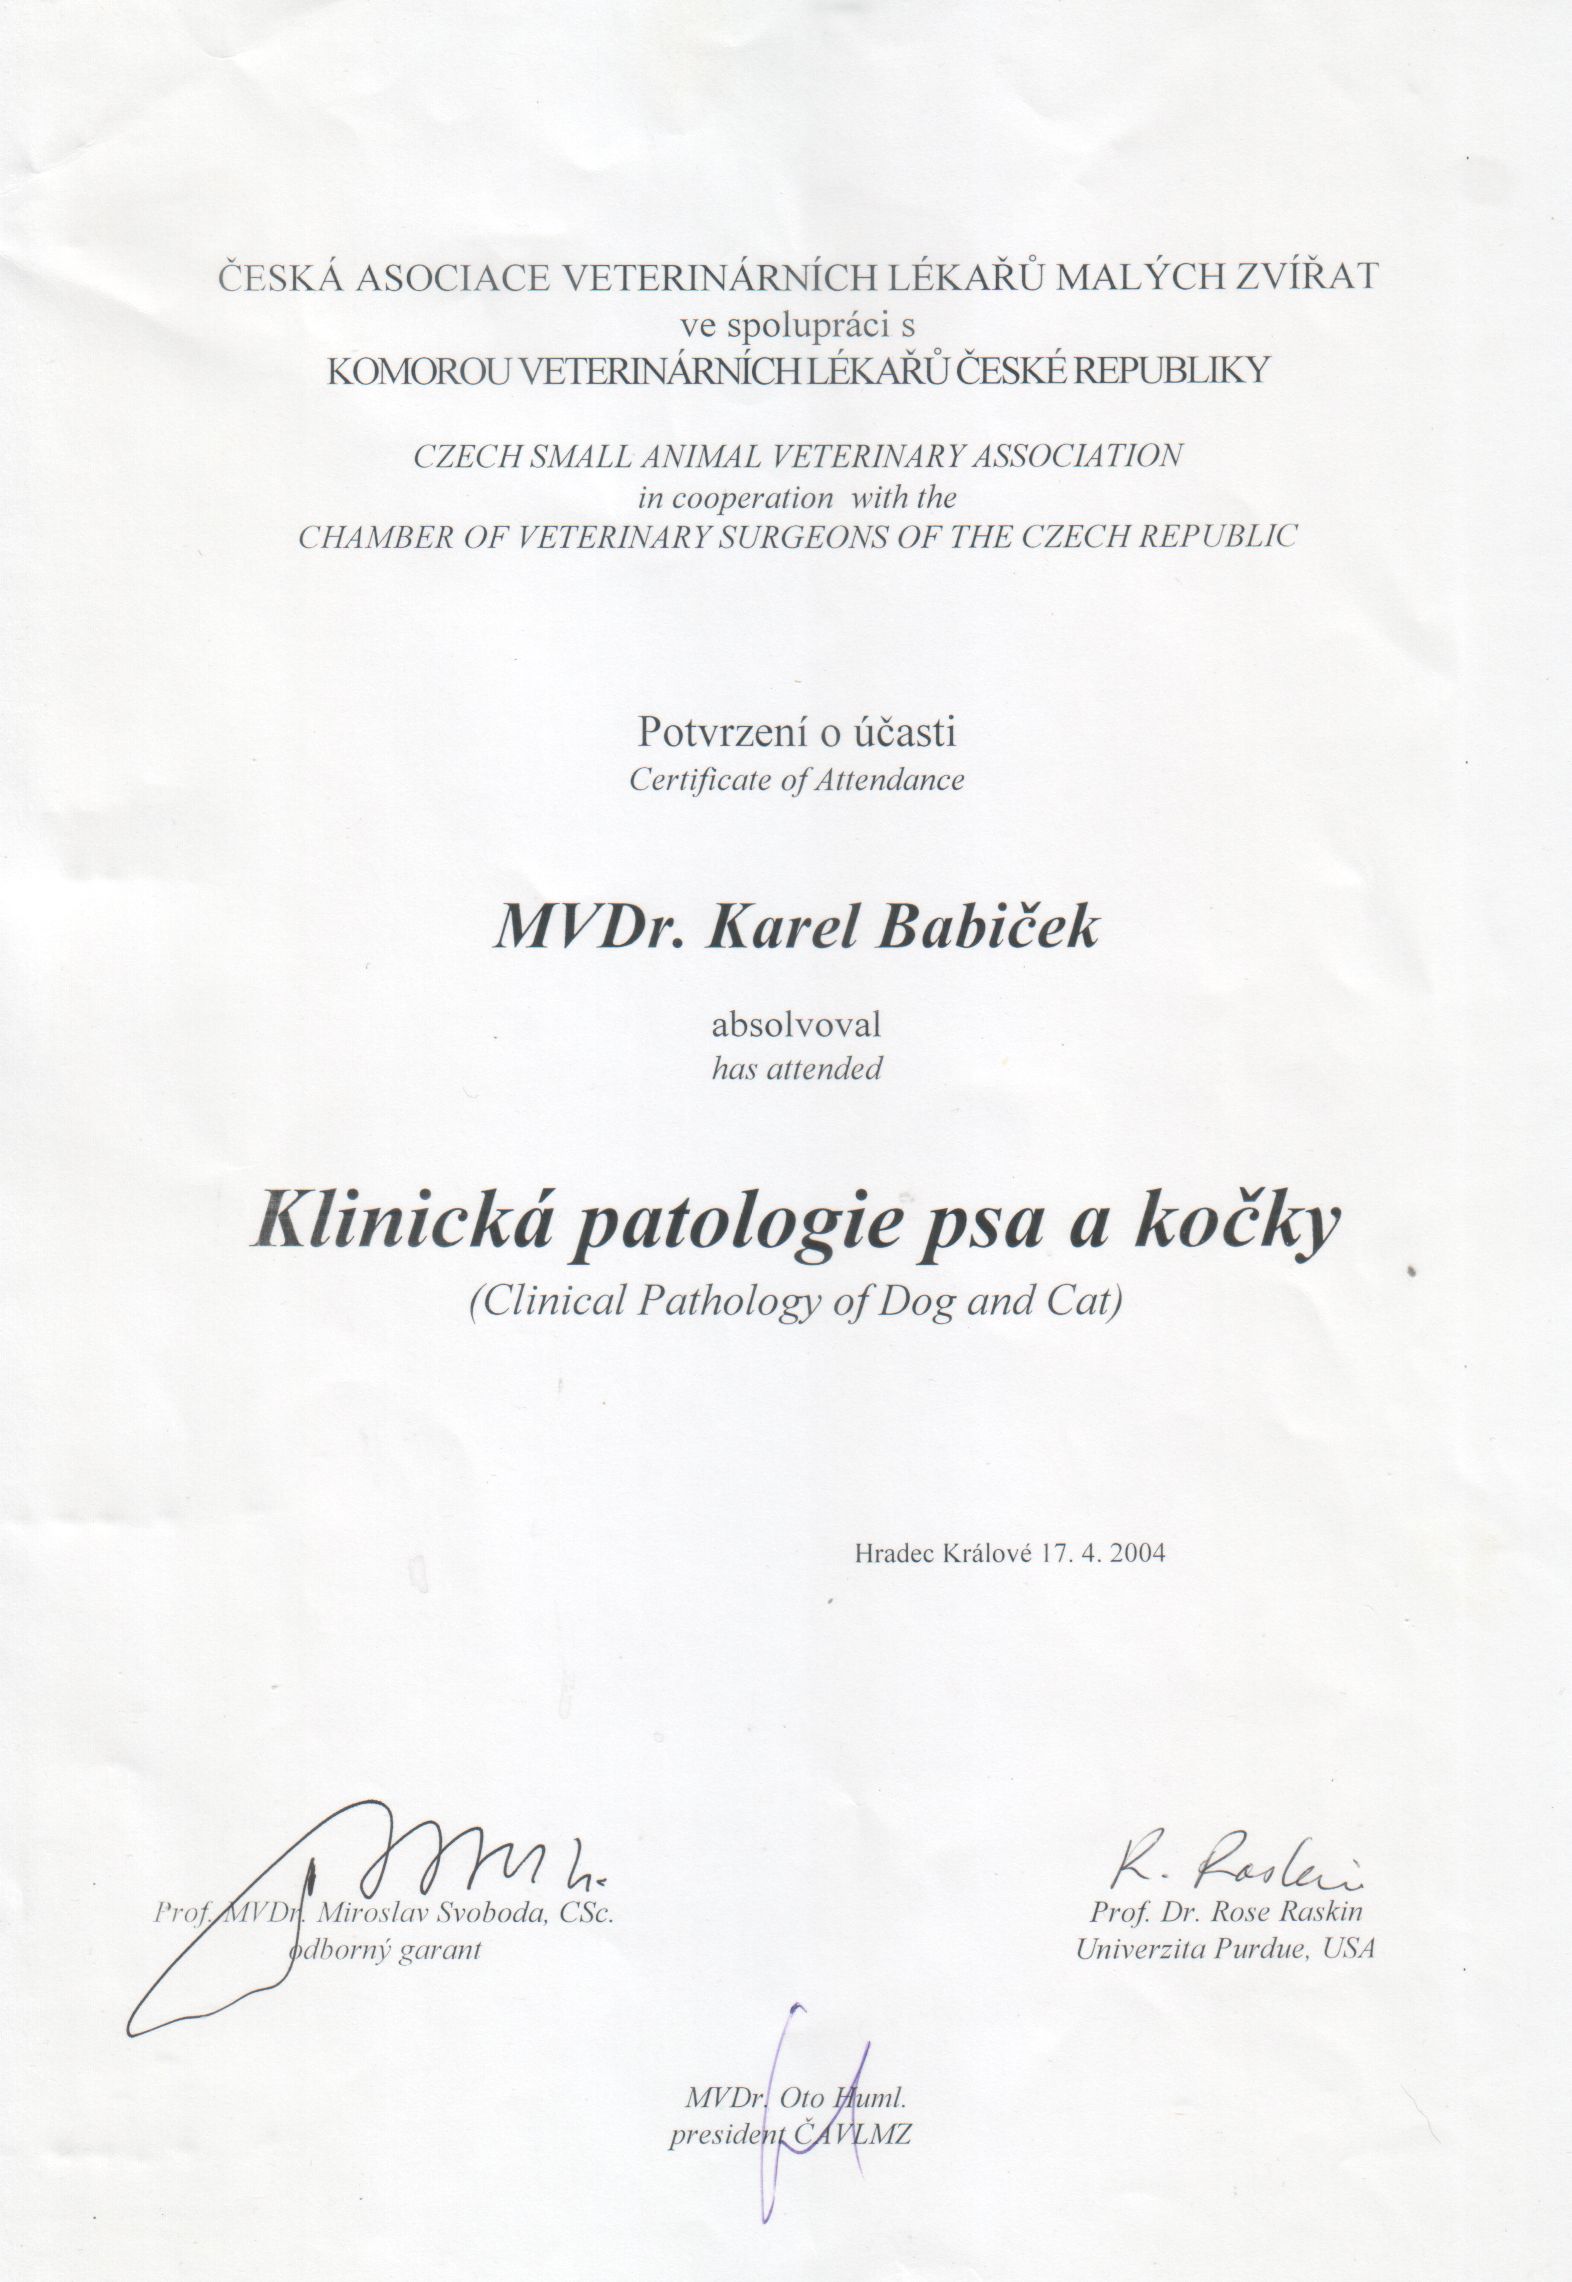 ČESKÁ ASOCIACE VETERINÁRNÍCH LÉKAŘŮ MALÝCH ZVÍŘAT
ve spolupráci s
KOMOROU VETERINÁRNÍCH LÉKAŘŮ ČESKÉ REPUBLIKY
CZECH SMALL ANIMAL VETERINARY ASSOCIATION
in cooperation with the
CHAMBER OF VETERINARY SURGEONS OF THE CZECH REPUBLIC
Potvrzení o účasti
Certificate of Attendance
MVDr. Karel Babiček
absolvoval
has attended
Klinická patologie psa a kočky
(Clinical Pathology of Dog and Cat)
Hradec Králové 17. 4. 2004
R. Raskin
Prof. MVDr. Miroslav Svoboda, CSc.
odborný garant
Prof. Dr. Rose Raskin
Univerzita Purdue, USA
MVDr. Oto Huml.
president ČAVLMZ